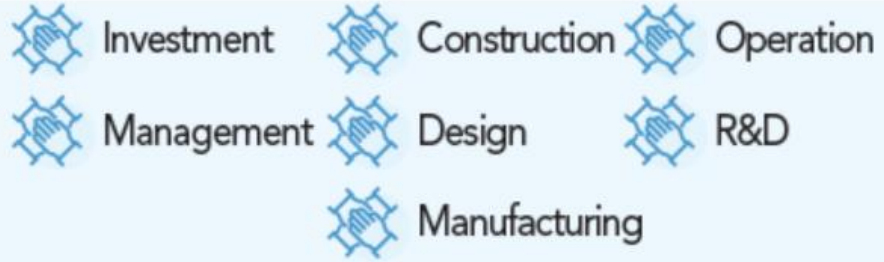 Investment Construction Operation
Management Design R&D
Manufacturing